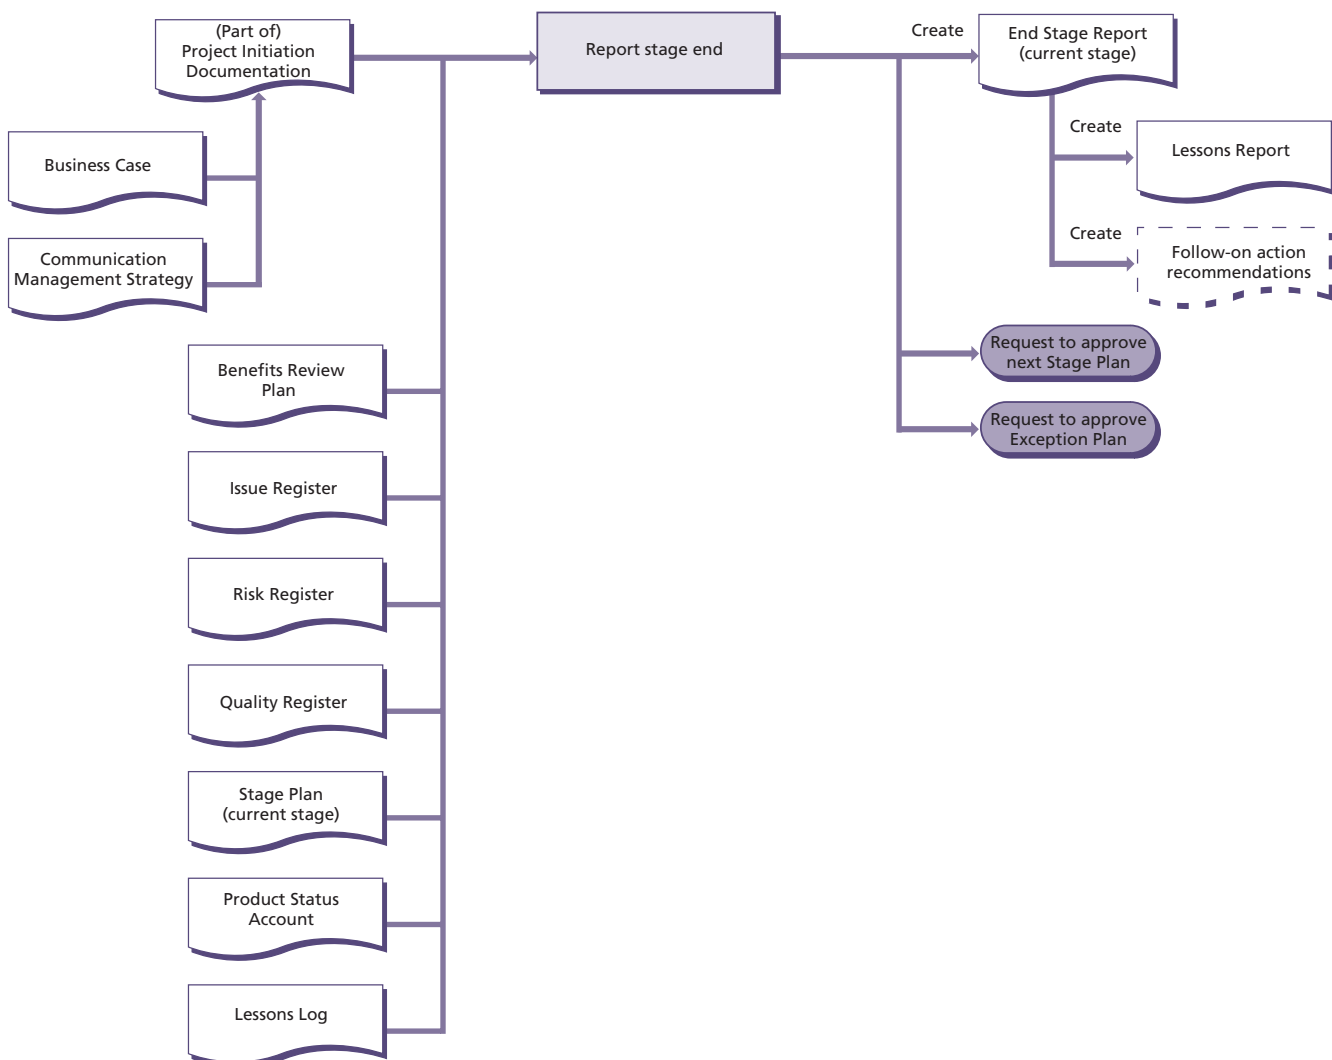 (Part of)
Project Initiation
Documentation
Business Case
Communication
Management Strategy
Benefits Review
Plan
Issue Register
Risk Register
Quality Register
Stage Plan
(current stage)
Product Status
Account
Lessons Log
Report stage end
Create
End Stage Report
(current stage)
Create
Lessons Report
Create
Follow-on action
recommendations
Request to approve
next Stage Plan
Request to approve
Exception Plan